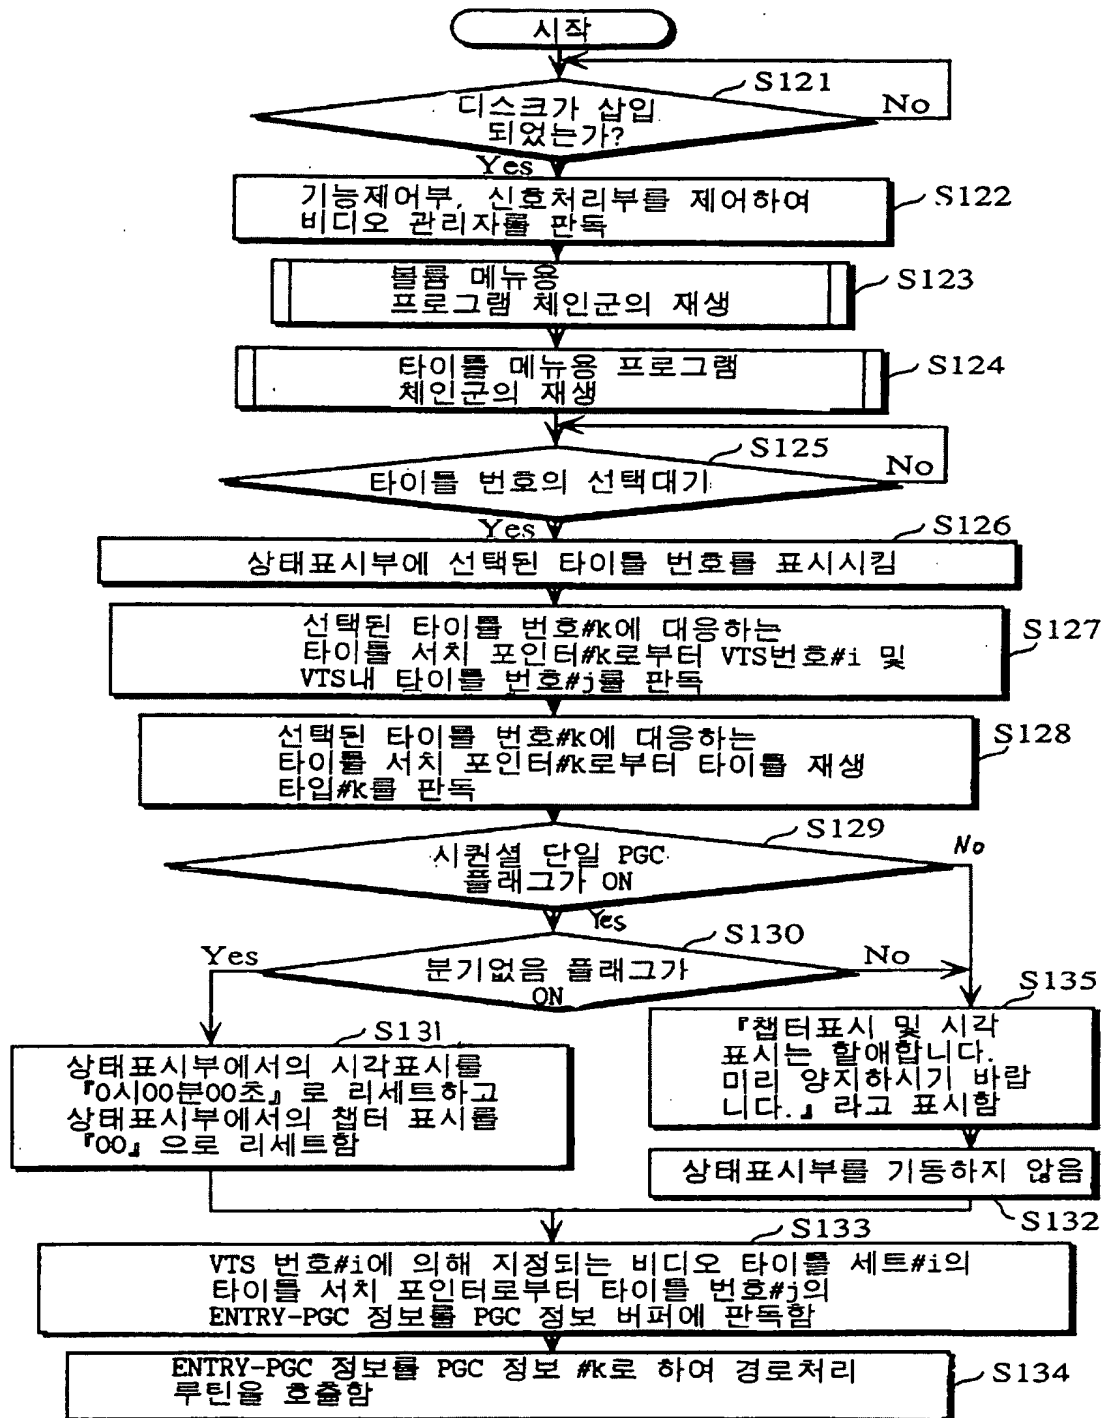 시작
S121
디스크가 삽입
되었는가?
No
Yes
기능제어부, 신호처리부를 제어하여
비디오 관리자를 판독
S122
볼륨 메뉴용
프로그램 체인군의 재생
S123
타이틀 메뉴용 프로그램
체인군의 재생
S124
S125
타이틀 번호의 선택대기
No
Yes
S126
상태표시부에 선택된 타이틀 번호를 표시시킴
선택된 타이틀 번호#k에 대응하는
타이틀 서치 포인터#k로부터 VTS번호#i 및
VTS내 타이틀 번호#j를 판독
S127
선택된 타이틀 번호#k에 대응하는
타이틀 서치 포인터#k로부터 타이틀 재생
타입#k를 판독
S128
S129
시퀀셜 단일 PGC
플래그가 ON
No
Yes
S130
Yes
분기없음 플래그가
ON
No
S131
상태표시부에서의 시각표시를
『0시00분00초』로 리세트하고
상태표시부에서의 챕터 표시를
『00』으로 리세트함
S135
『챕터표시 및 시각
표시는 할애합니다.
미리 양지하시기 바랍
니다.』라고 표시함
상태표시부를 기동하지 않음
S132
S133
VTS 번호#i에 의해 지정되는 비디오 타이틀 세트#i의
타이틀 서치 포인터로부터 타이틀 번호#j의
ENTRY-PGC 정보를 PGC 정보 버퍼에 판독함
ENTRY-PGC 정보를 PGC 정보 #k로 하여 경로처리
루틴을 호출함
S134